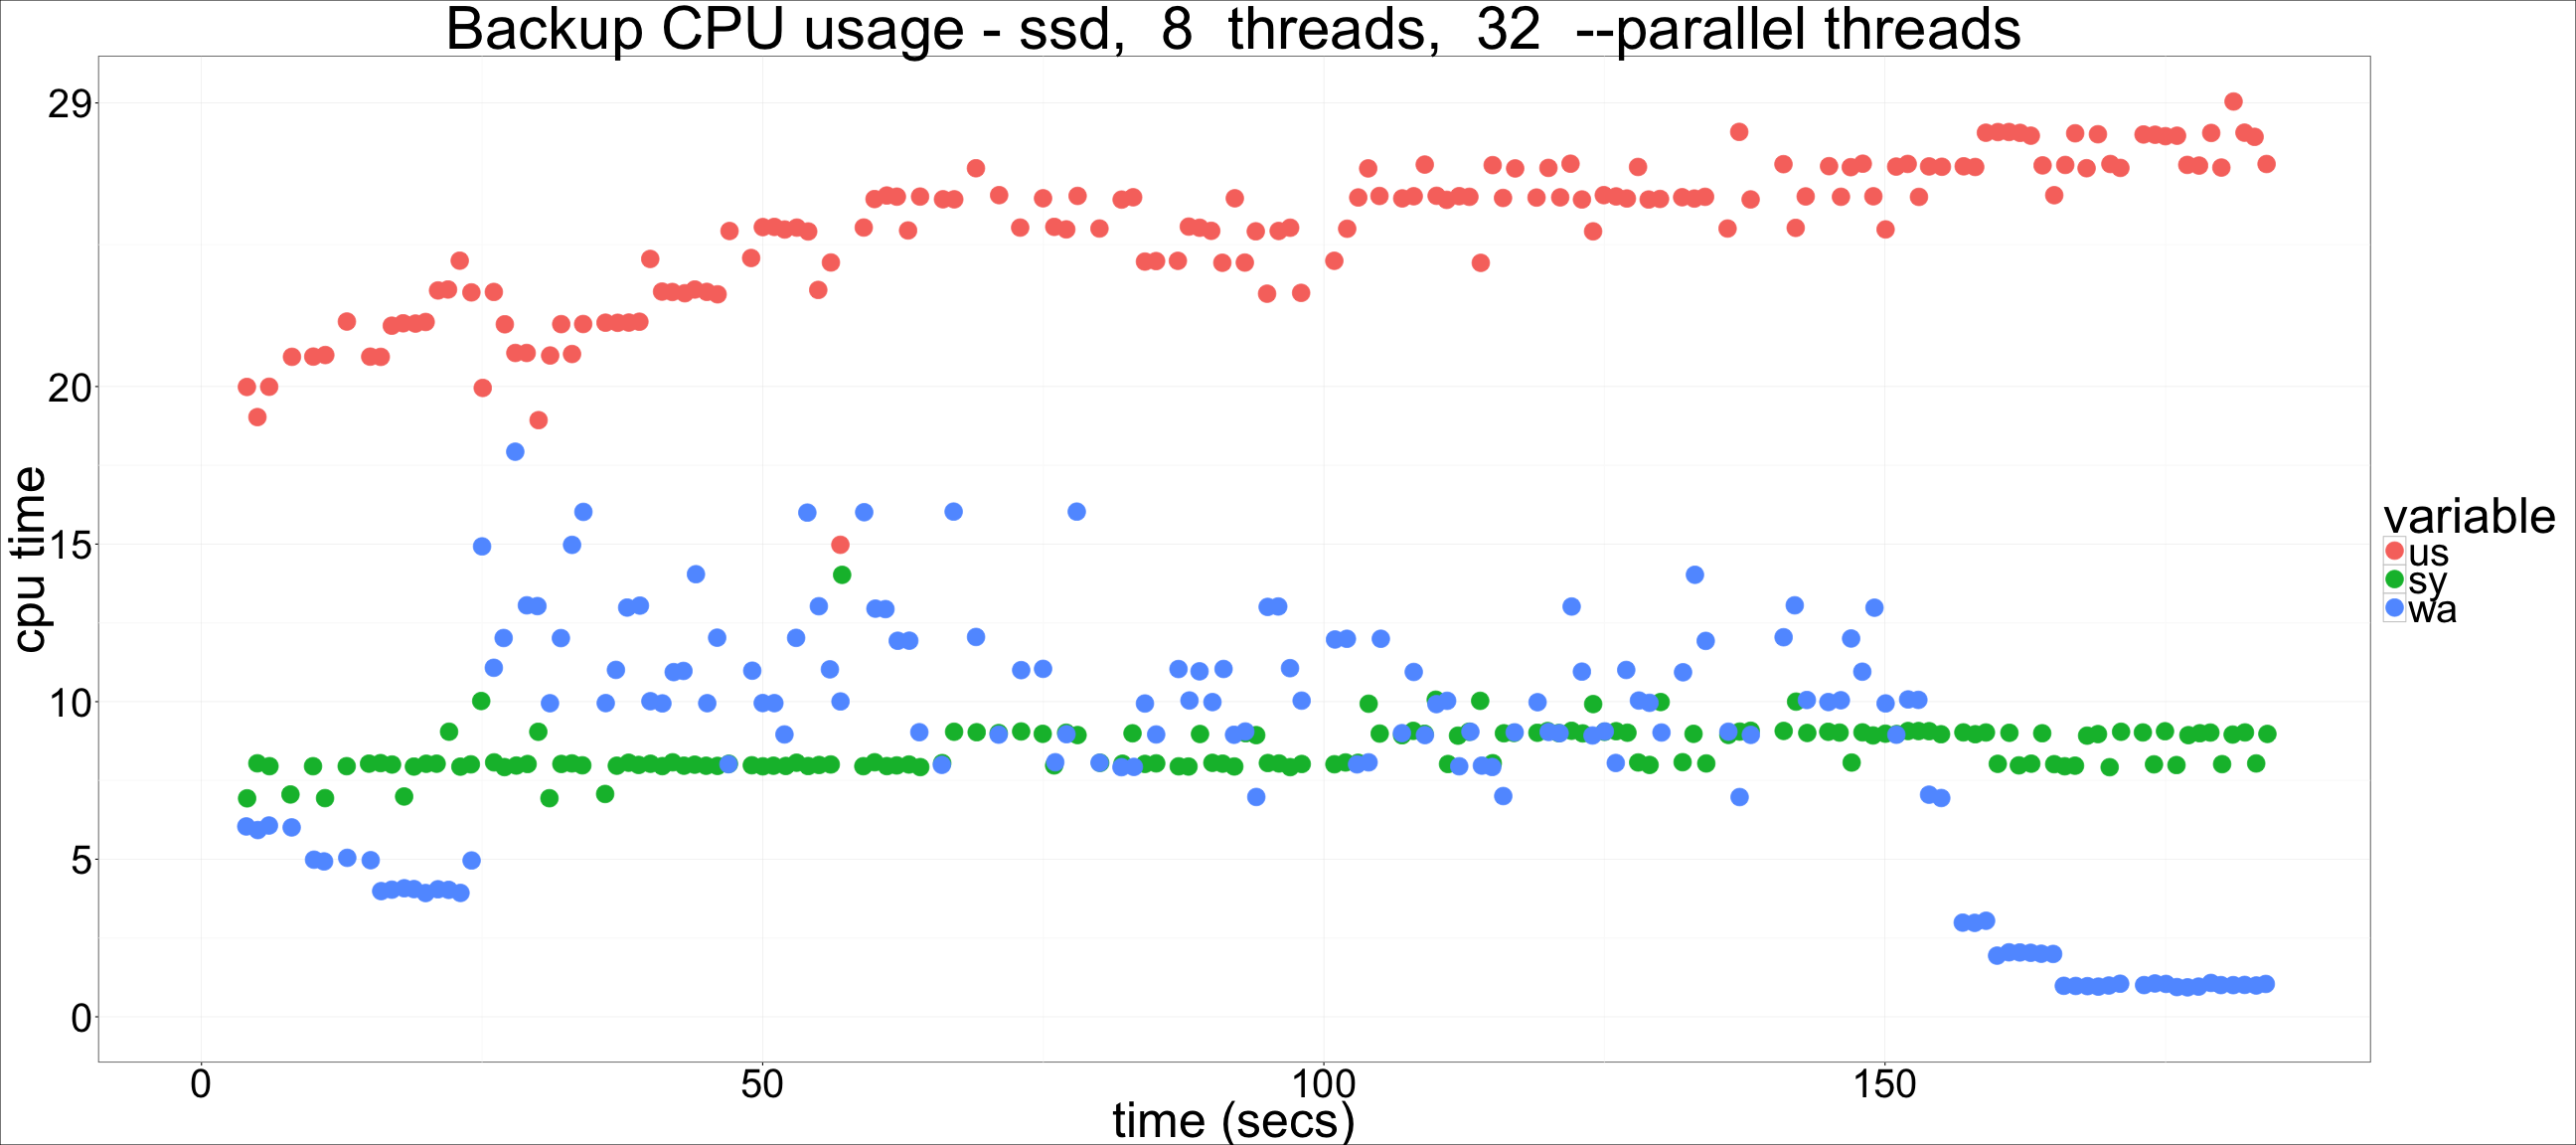 Backup CPU usage - ssd,  8  threads,  32  --parallel threads
29
20
15
10
5
0
cpu time
0 50 100 150
time (secs)
variable
us
sy
wa